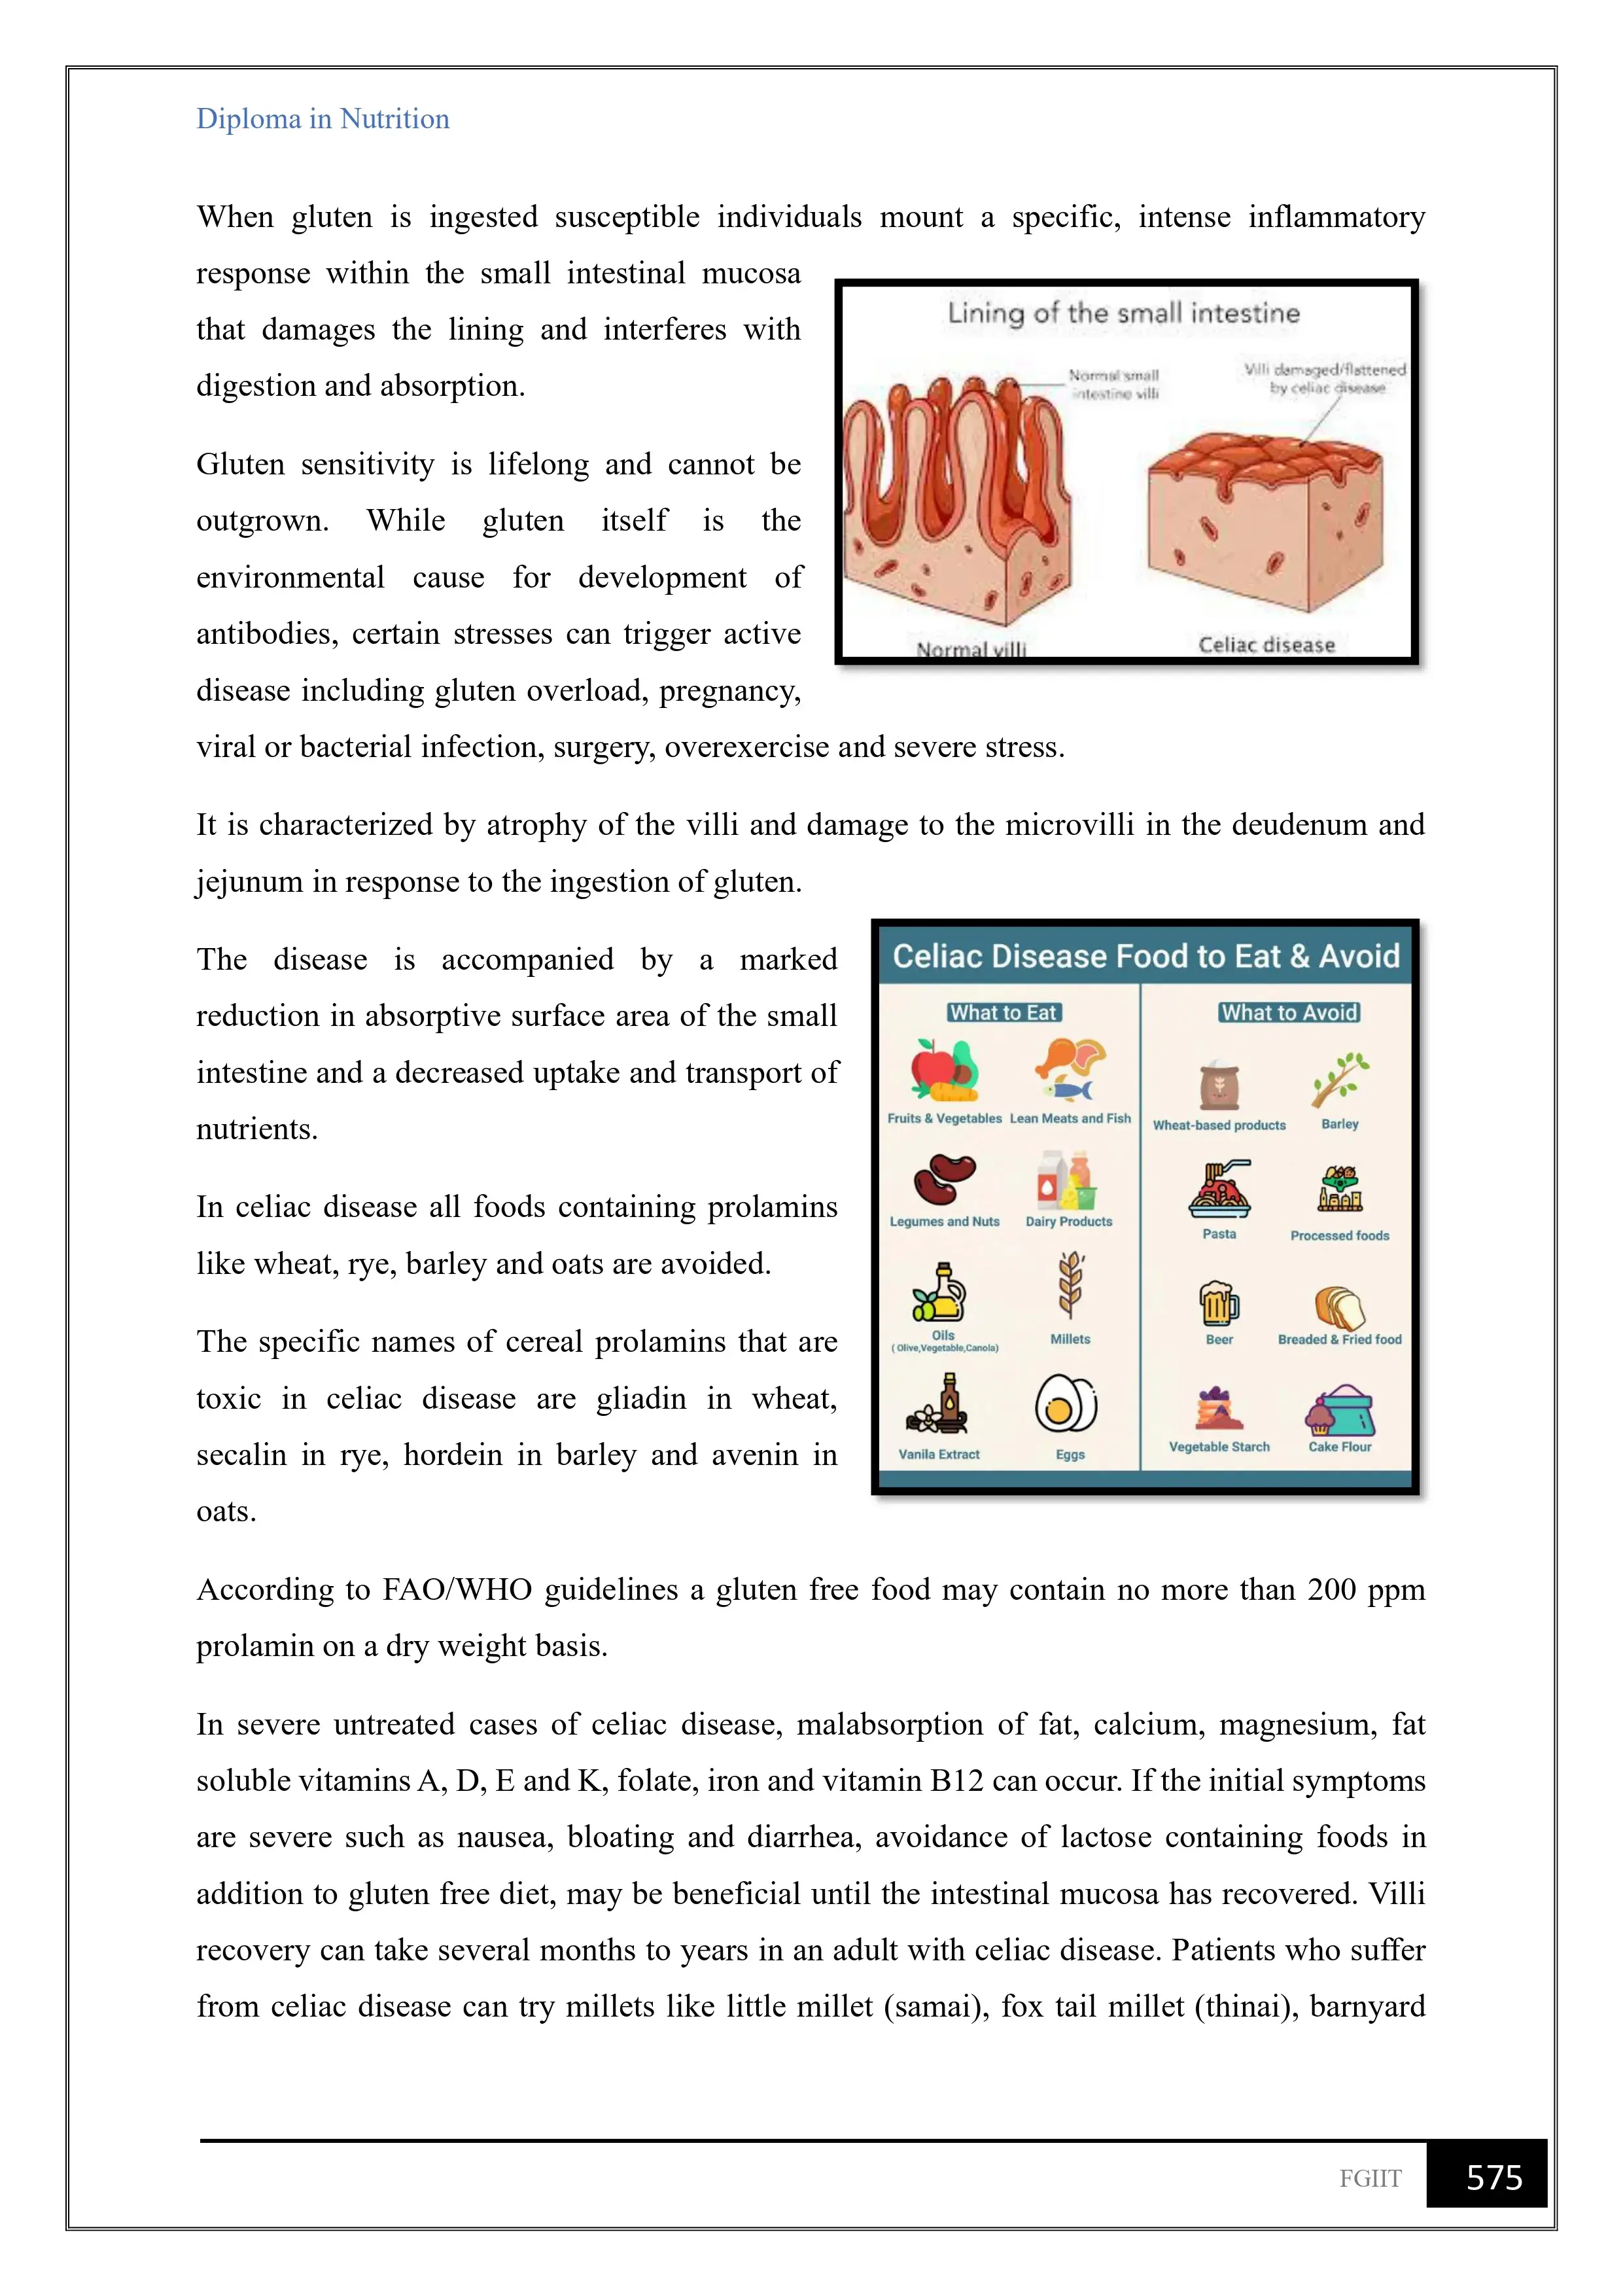 Diploma in Nutrition
When gluten is ingested susceptible individuals mount a specific, intense inflammatory
response within the small intestinal mucosa
that damages the lining and interferes with
digestion and absorption.
Lining of the small intestine
Normal small
intestine villi
Villi damaged/flattened
by celiac disease
Normal villi
Celiac disease
Gluten sensitivity is lifelong and cannot be
outgrown. While gluten itself is the
environmental cause for development of
antibodies, certain stresses can trigger active
disease including gluten overload, pregnancy,
viral or bacterial infection, surgery, overexercise and severe stress.
It is characterized by atrophy of the villi and damage to the microvilli in the deudenum and
jejunum in response to the ingestion of gluten.
The disease is accompanied by a marked
reduction in absorptive surface area of the small
intestine and a decreased uptake and transport of
nutrients.
In celiac disease all foods containing prolamins
like wheat, rye, barley and oats are avoided.
The specific names of cereal prolamins that are
toxic in celiac disease are gliadin in wheat,
secalin in rye, hordein in barley and avenin in
oats.
Celiac Disease Food to Eat & Avoid
What to Eat
Fruits & Vegetables Lean Meats and Fish
Legumes and Nuts Dairy Products
Oils
( Olive,Vegetable,Canola)
Millets
Vanila Extract Eggs
What to Avoid
Wheat-based products Barley
Pasta Processed foods
Beer Breaded & Fried food
Vegetable Starch Cake Flour
According to FAO/WHO guidelines a gluten free food may contain no more than 200 ppm
prolamin on a dry weight basis.
In severe untreated cases of celiac disease, malabsorption of fat, calcium, magnesium, fat
soluble vitamins A, D, E and K, folate, iron and vitamin B12 can occur. If the initial symptoms
are severe such as nausea, bloating and diarrhea, avoidance of lactose containing foods in
addition to gluten free diet, may be beneficial until the intestinal mucosa has recovered. Villi
recovery can take several months to years in an adult with celiac disease. Patients who suffer
from celiac disease can try millets like little millet (samai), fox tail millet (thinai), barnyard
FGIIT 575